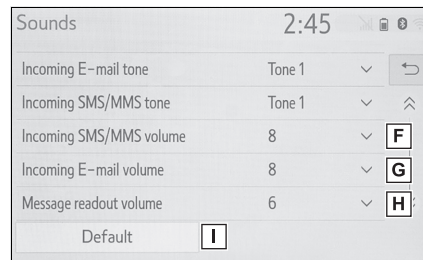 Sounds 2:45
Incoming E-mail tone Tone 1
Incoming SMS/MMS tone Tone 1
Incoming SMS/MMS volume 8 F
Incoming E-mail volume 8 G
Message readout volume 6 H
Default I